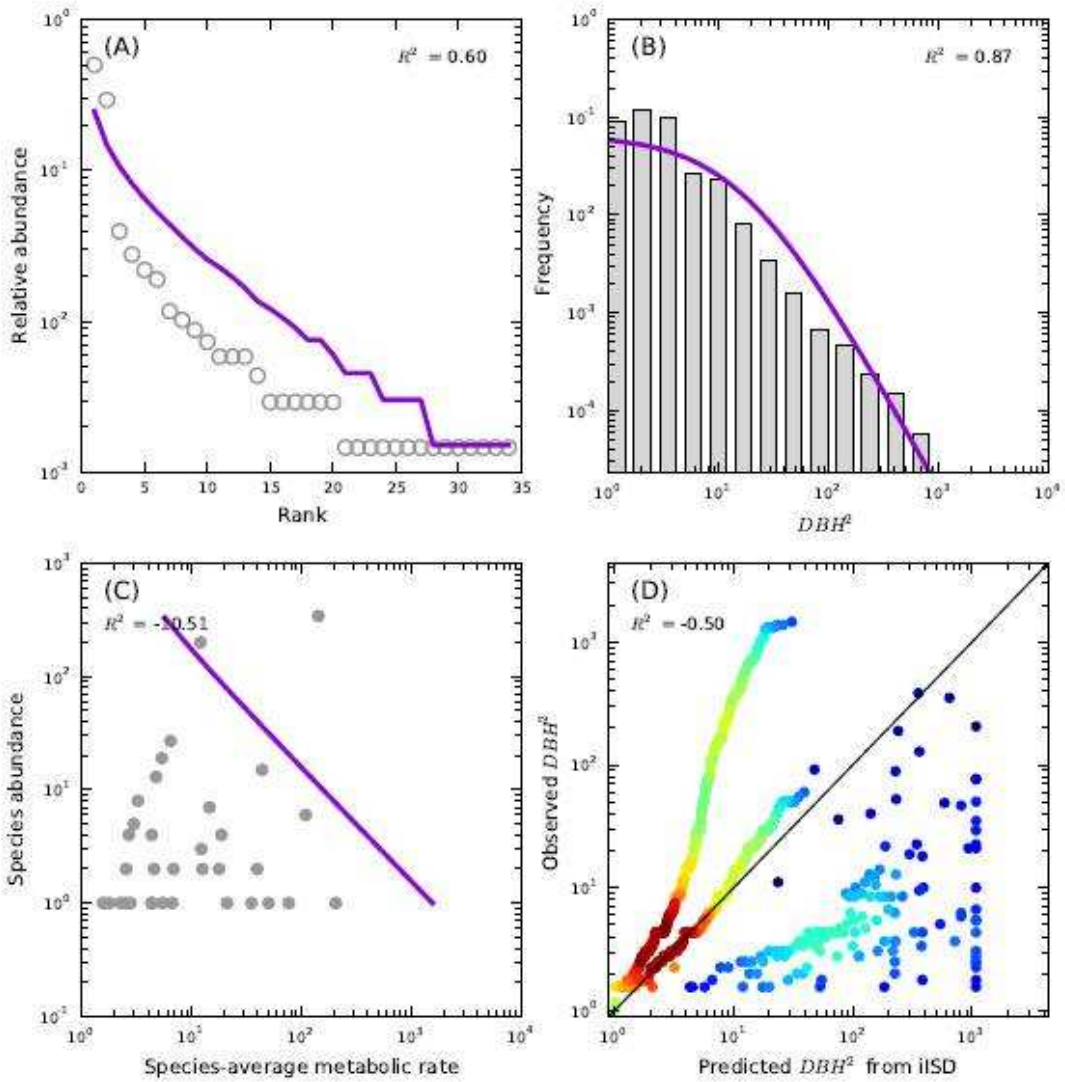 (A)
R² = 0.60
10⁰
10⁻¹
10⁻²
10⁻³
Relative abundance
0 5 10 15 20 25 30 35
Rank
(B)
R² = 0.87
10⁰
10⁻¹
10⁻²
10⁻³
10⁻⁴
Frequency
10⁰ 10¹ 10² 10³ 10⁴
DBH²
(C)
R² = -10.51
10³
10²
10¹
10⁰
10⁻¹
Species abundance
10⁰ 10¹ 10² 10³ 10⁴
Species-average metabolic rate
(D)
R² = -0.50
10³
10²
10¹
10⁰
Observed DBH²
10⁰ 10¹ 10² 10³
Predicted DBH² from iISD